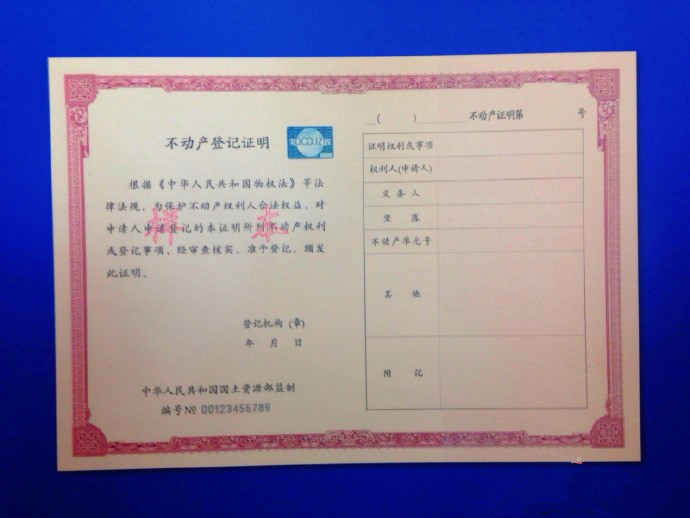 不动产登记证明
根据《中华人民共和国物权法》等法
律法规，为保护不动产权利人合法权益，对
申请人申请登记的本证明所列不动产权利
或登记事项，经审查核实，准予登记，颁发
此证明。
样本
登记机构（章）
年 月 日
中华人民共和国国土资源部监制
编号№ 00123456789
（ ） 不动产证明第 号
证明权利或事项
权利人(申请人)
义务人
坐落
不动产单元号
其他
附记